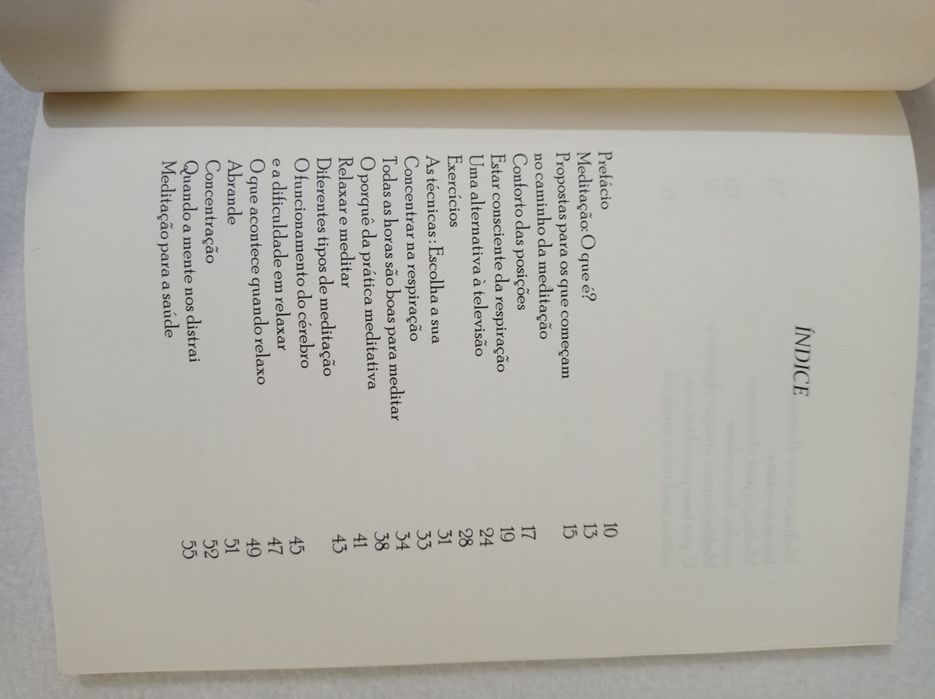 ÍNDICE
Prefácio 10
Meditação: O que é? 13
Propostas para os que começam 15
no caminho da meditação
Conforto das posições 17
Estar consciente da respiração 19
Uma alternativa à televisão 24
Exercícios 28
As técnicas : Escolha a sua 31
Concentrar na respiração 33
Todas as horas são boas para meditar 34
O porquê da prática meditativa 38
Relaxar e meditar 41
Diferentes tipos de meditação 43
O funcionamento do cérebro
e a dificuldade em relaxar 45
O que acontece quando relaxo 47
Abrande 49
Concentração 51
Quando a mente nos distrai 52
Meditação para a saúde 55